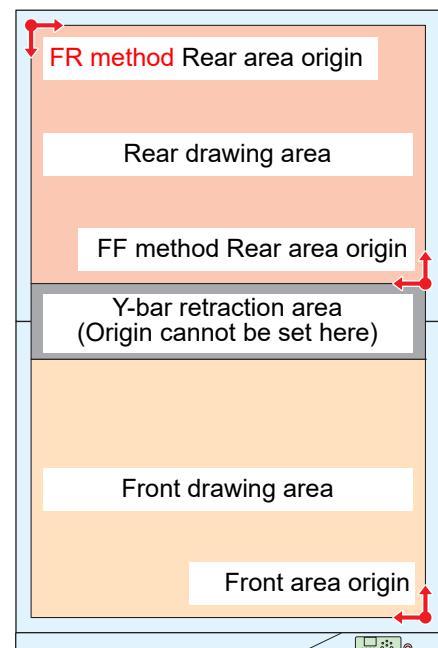 FR method Rear area origin
Rear drawing area
FF method Rear area origin
Y-bar retraction area
(Origin cannot be set here)
Front drawing area
Front area origin